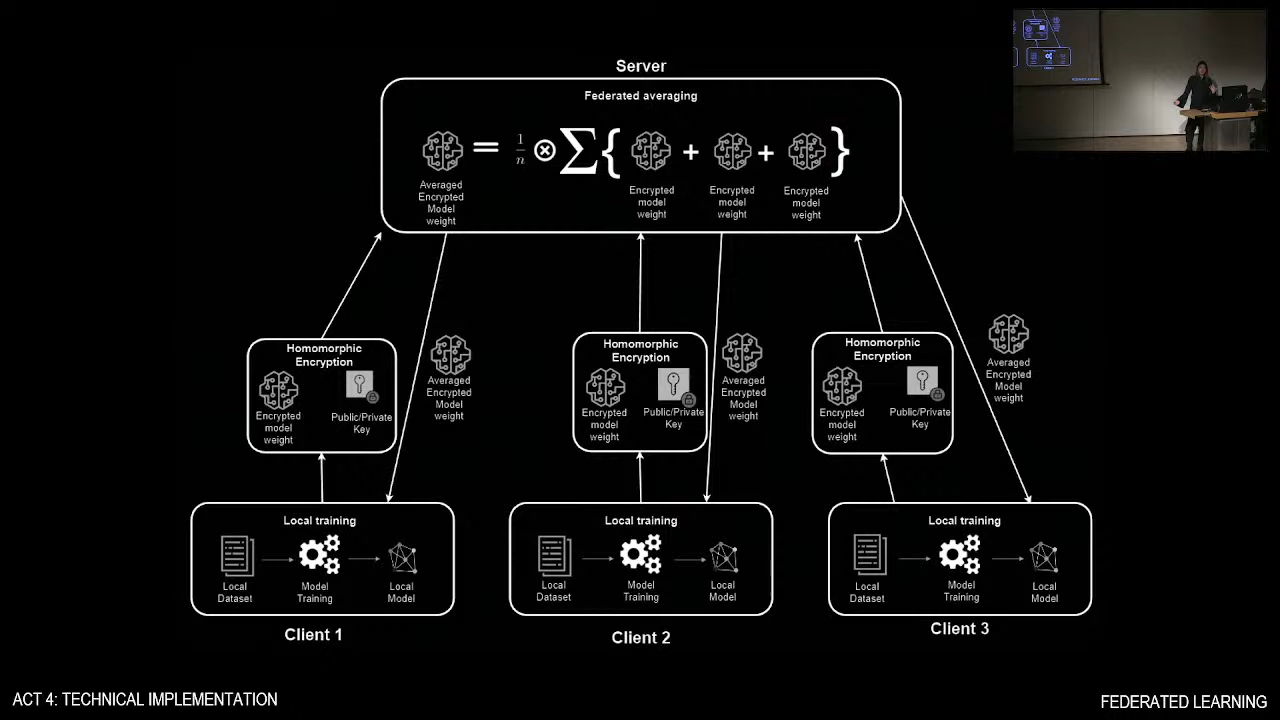 Server
Federated averaging
= 1/n ⊗ Σ { + + }
Averaged
Encrypted
Model
weight
Encrypted
model
weight
Encrypted
model
weight
Encrypted
model
weight
Homomorphic
Encryption
Encrypted
model
weight
Public/Private
Key
Averaged
Encrypted
Model
weight
Homomorphic
Encryption
Encrypted
model
weight
Public/Private
Key
Averaged
Encrypted
Model
weight
Homomorphic
Encryption
Encrypted
model
weight
Public/Private
Key
Averaged
Encrypted
Model
weight
Local training
Local
Dataset
Model
Training
Local
Model
Client 1
Local training
Local
Dataset
Model
Training
Local
Model
Client 2
Local training
Local
Dataset
Model
Training
Local
Model
Client 3
ACT 4: TECHNICAL IMPLEMENTATION
FEDERATED LEARNING